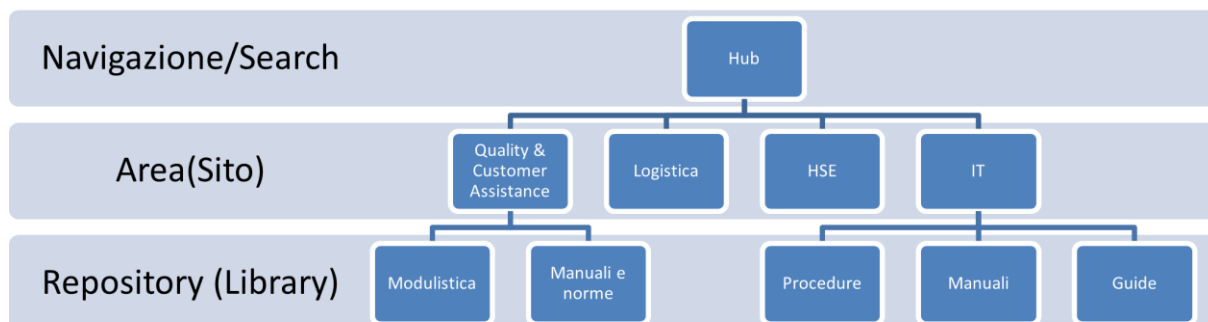 Navigazione/Search
Hub
Area(Sito)
Quality &
Customer
Assistance
Logistica
HSE
IT
Repository (Library)
Modulistica
Manuali e
norme
Procedure
Manuali
Guide